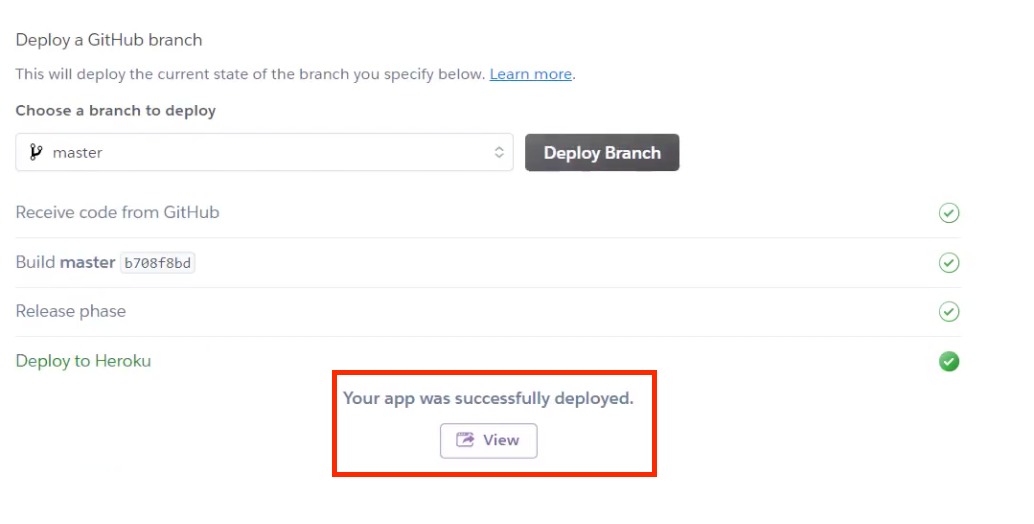 Deploy a GitHub branch
This will deploy the current state of the branch you specify below. Learn more.
Choose a branch to deploy
master
Deploy Branch
Receive code from GitHub
Build master b708f8bd
Release phase
Deploy to Heroku
Your app was successfully deployed.
View